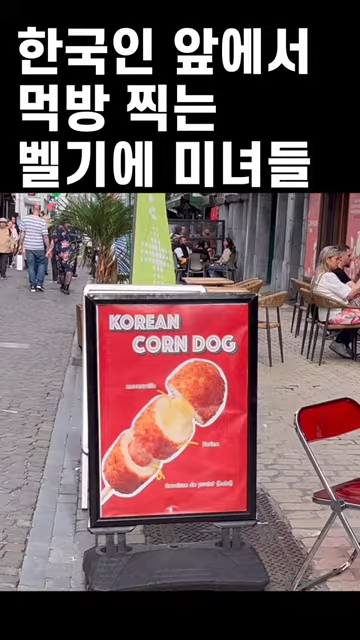 한국인 앞에서
먹방 찍는
벨기에 미녀들
KOREAN
CORN DOG
mozzarella
Farine